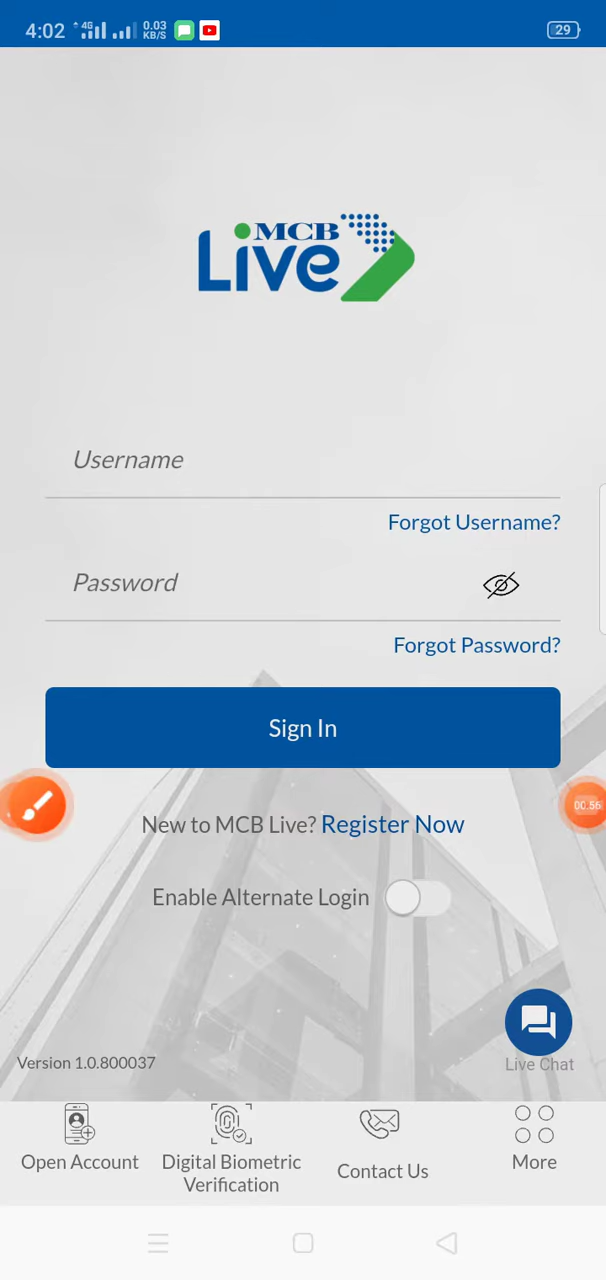 4:02 4G 0.03 KB/S 29
MCB
Live
Username
Forgot Username?
Password
Forgot Password?
Sign In
00:56
New to MCB Live? Register Now
Enable Alternate Login
Version 1.0.800037
Live Chat
Open Account
Digital Biometric
Verification
Contact Us
More